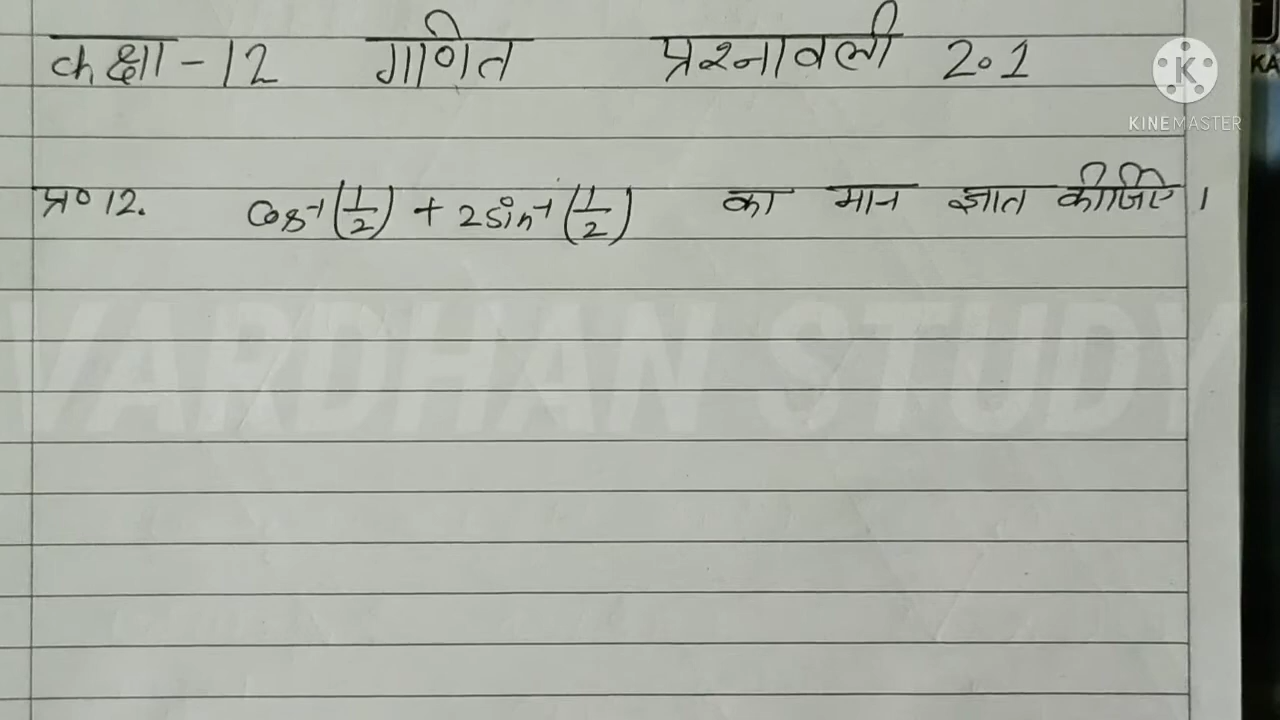 कक्षा - 12 गणित प्रश्नावली 2.1
K
KINEMASTER
KA
प्र० 12. cos⁻¹(1/2) + 2sin⁻¹(1/2) का मान ज्ञात कीजिए।
VARDHAN STUDY